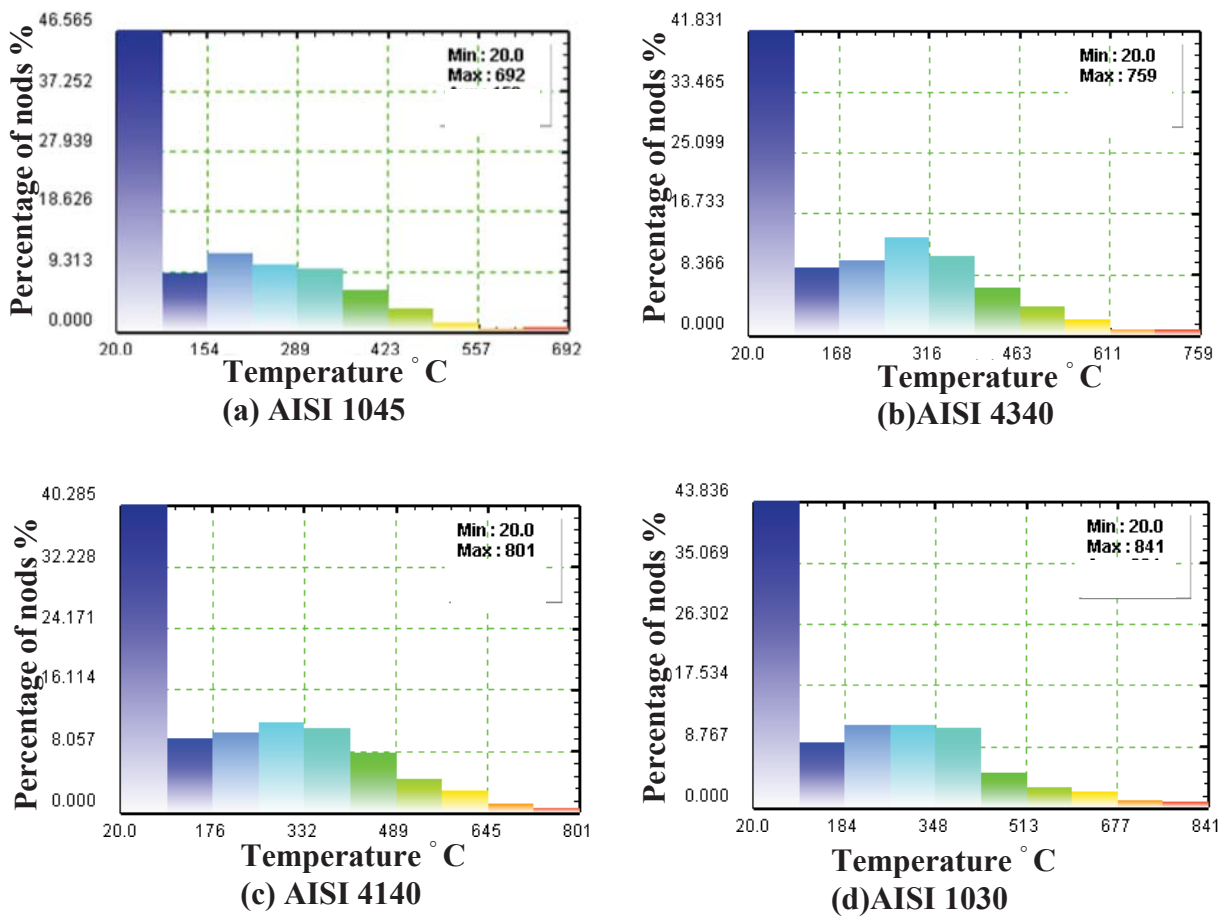 46.565
37.252
27.939
18.626
9.313
0.000
Percentage of nods %
Min : 20.0
Max : 692
20.0 154 289 423 557 692
Temperature °C
(a) AISI 1045
41.831
33.465
25.099
16.733
8.366
0.000
Percentage of nods %
Min : 20.0
Max : 759
20.0 168 316 463 611 759
Temperature °C
(b)AISI 4340
40.285
32.228
24.171
16.114
8.057
0.000
Percentage of nods %
Min : 20.0
Max : 801
20.0 176 332 489 645 801
Temperature °C
(c) AISI 4140
43.836
35.069
26.302
17.534
8.767
0.000
Percentage of nods %
Min : 20.0
Max : 841
20.0 184 348 513 677 841
Temperature °C
(d)AISI 1030